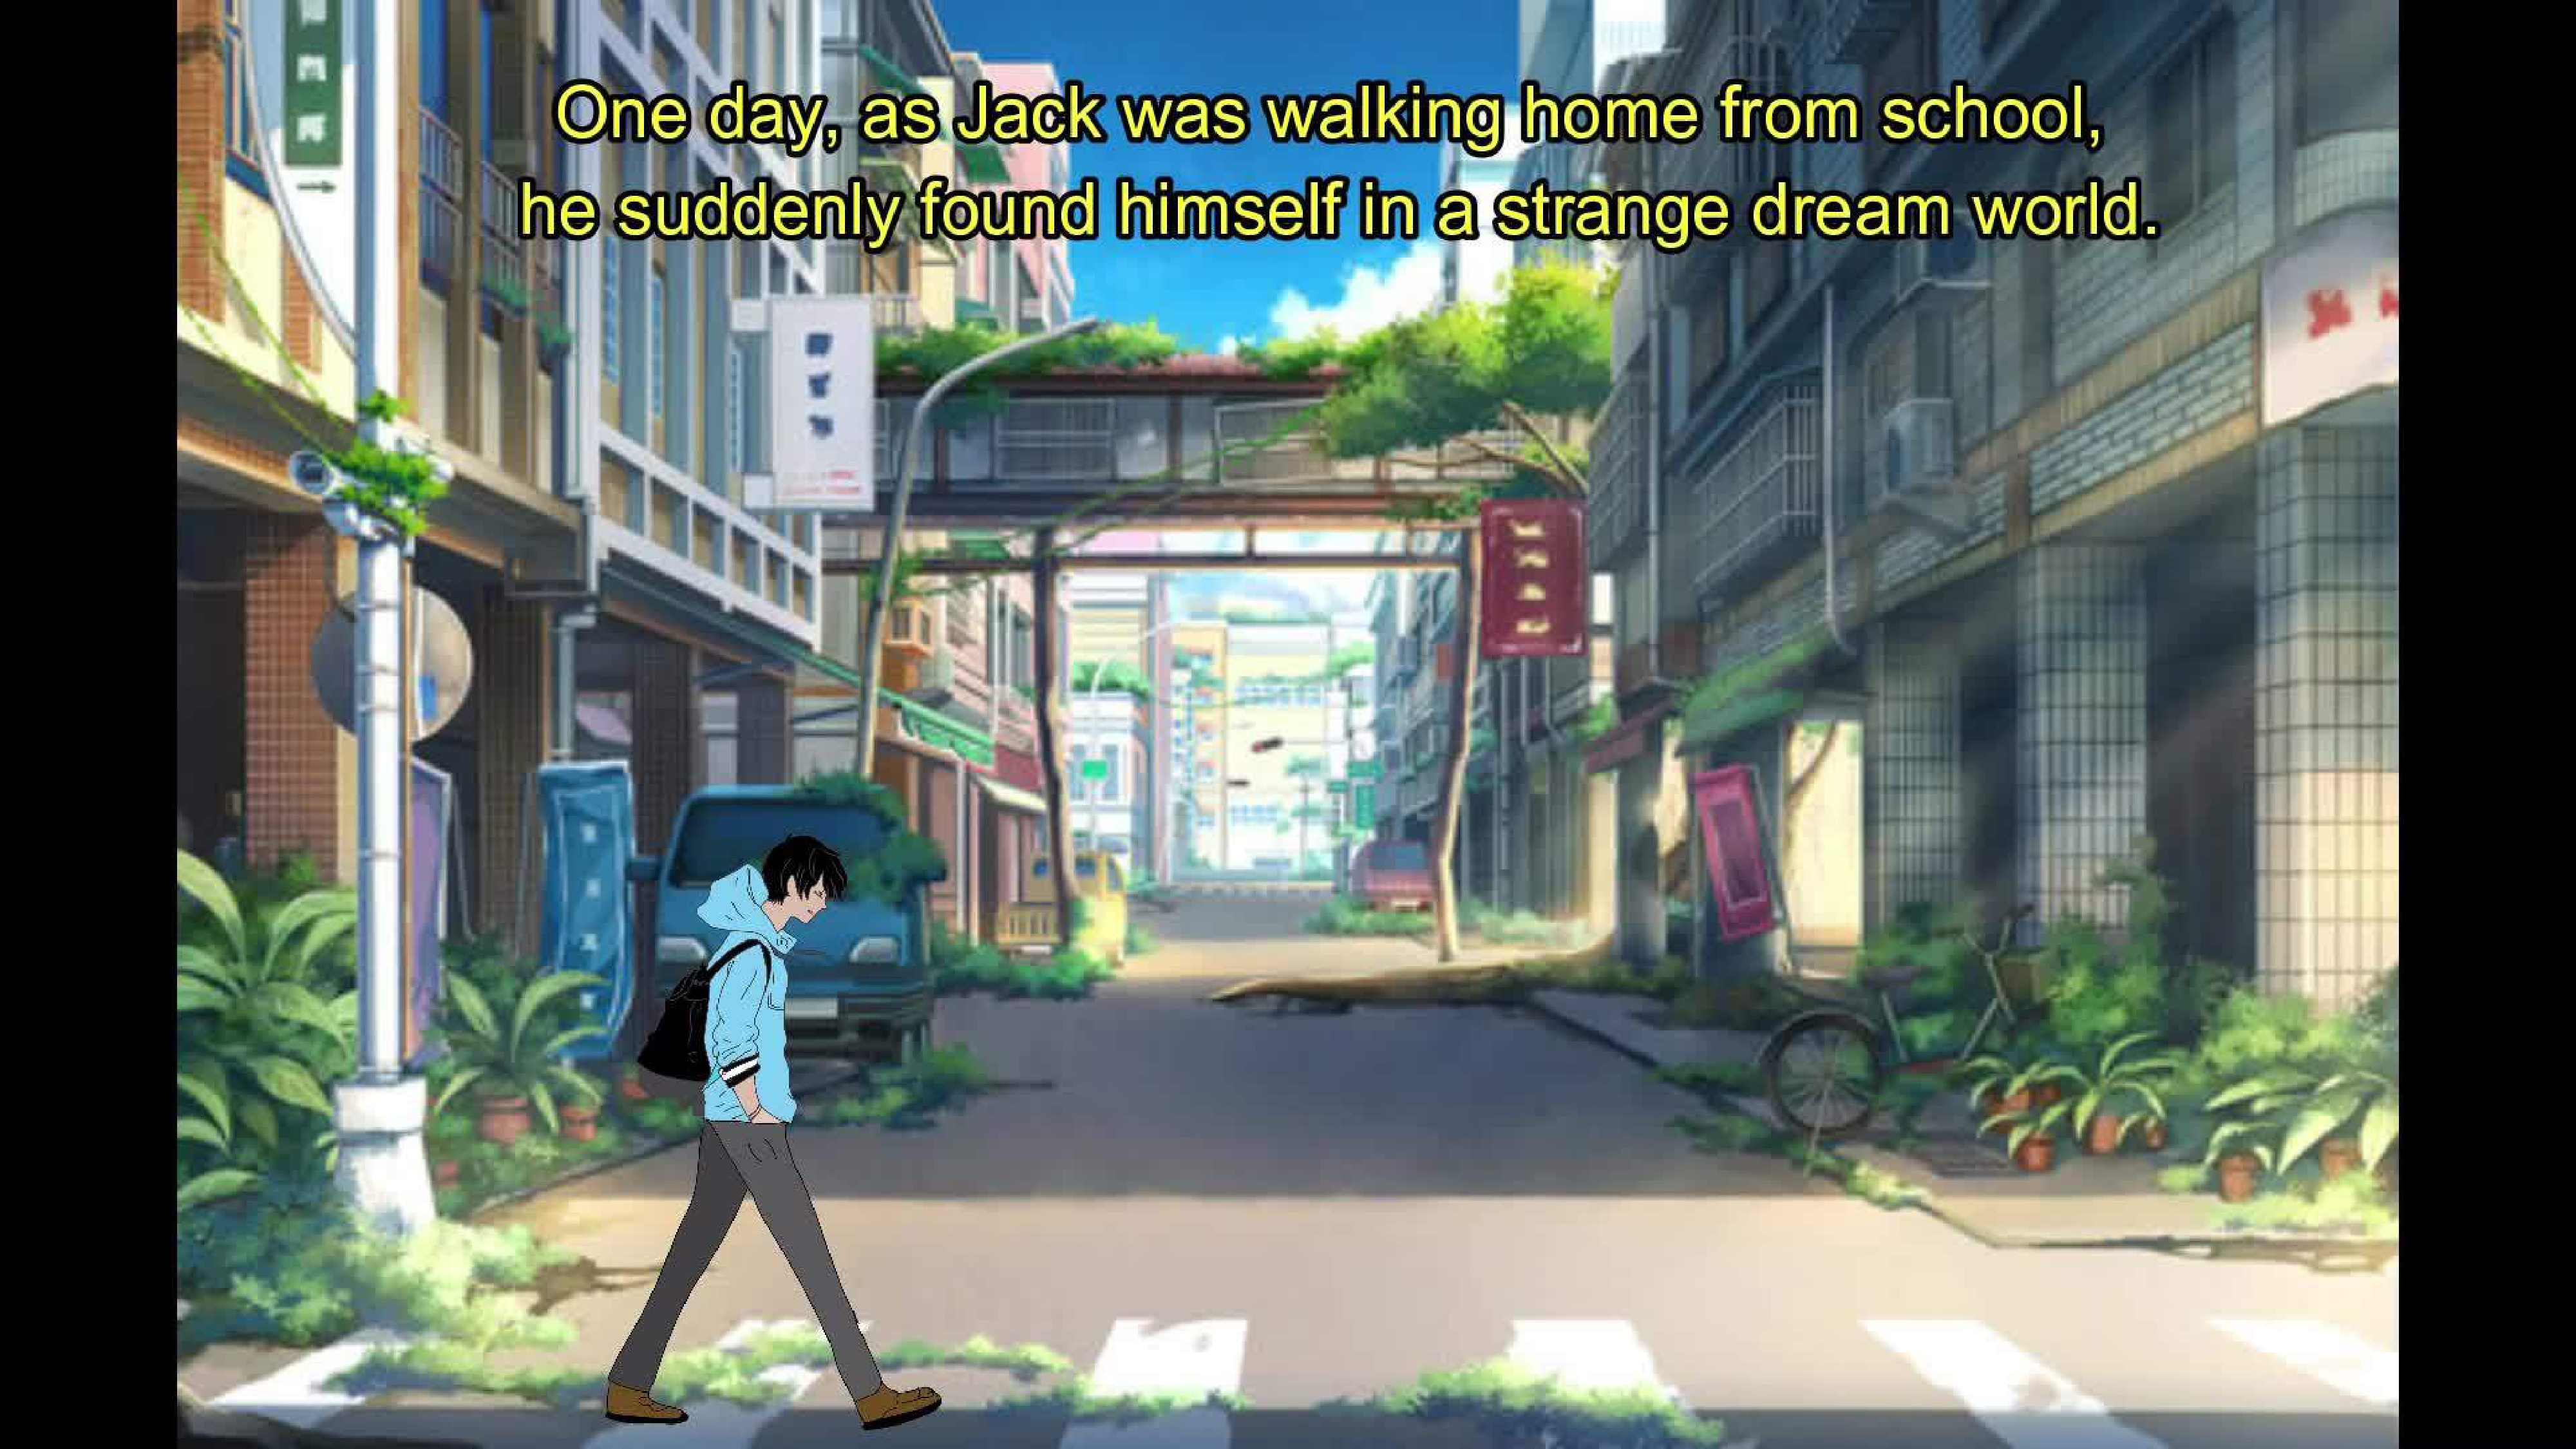 One day, as Jack was walking home from school,
he suddenly found himself in a strange dream world.